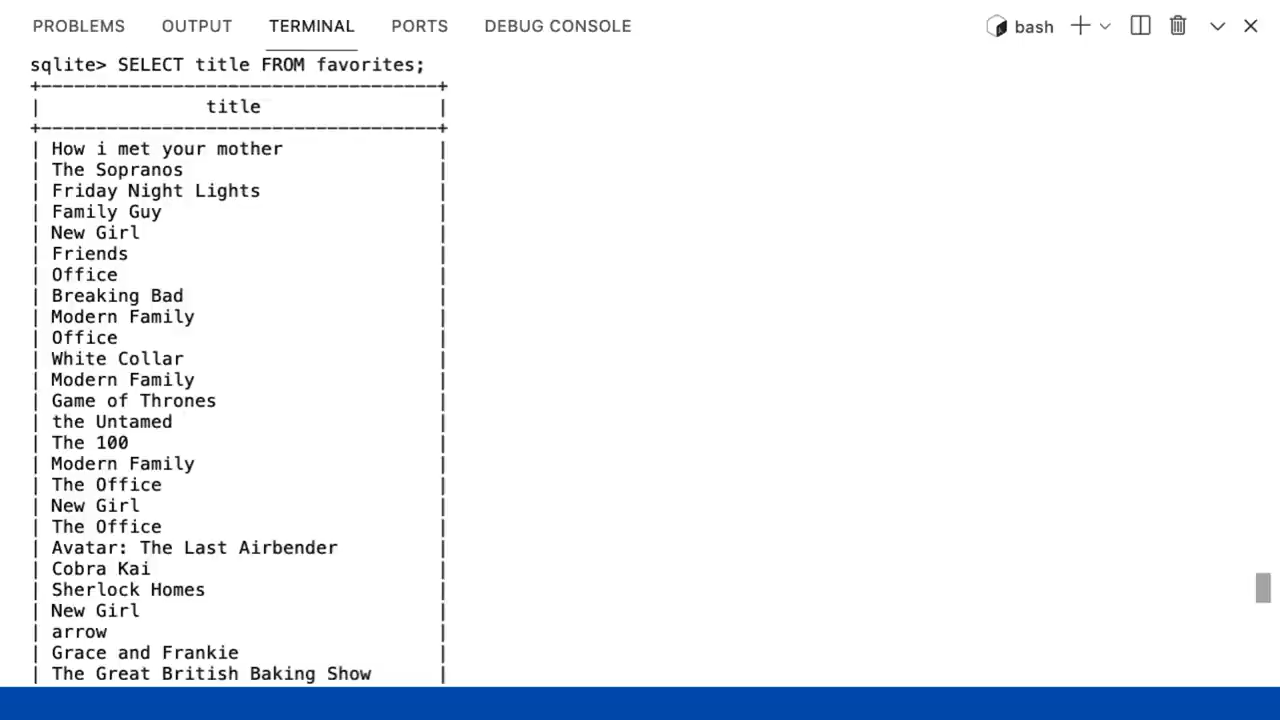 PROBLEMS OUTPUT TERMINAL PORTS DEBUG CONSOLE bash
sqlite> SELECT title FROM favorites;
+------------------------------------+
| title |
+------------------------------------+
| How i met your mother |
| The Sopranos |
| Friday Night Lights |
| Family Guy |
| New Girl |
| Friends |
| Office |
| Breaking Bad |
| Modern Family |
| Office |
| White Collar |
| Modern Family |
| Game of Thrones |
| the Untamed |
| The 100 |
| Modern Family |
| The Office |
| New Girl |
| The Office |
| Avatar: The Last Airbender |
| Cobra Kai |
| Sherlock Homes |
| New Girl |
| arrow |
| Grace and Frankie |
| The Great British Baking Show |